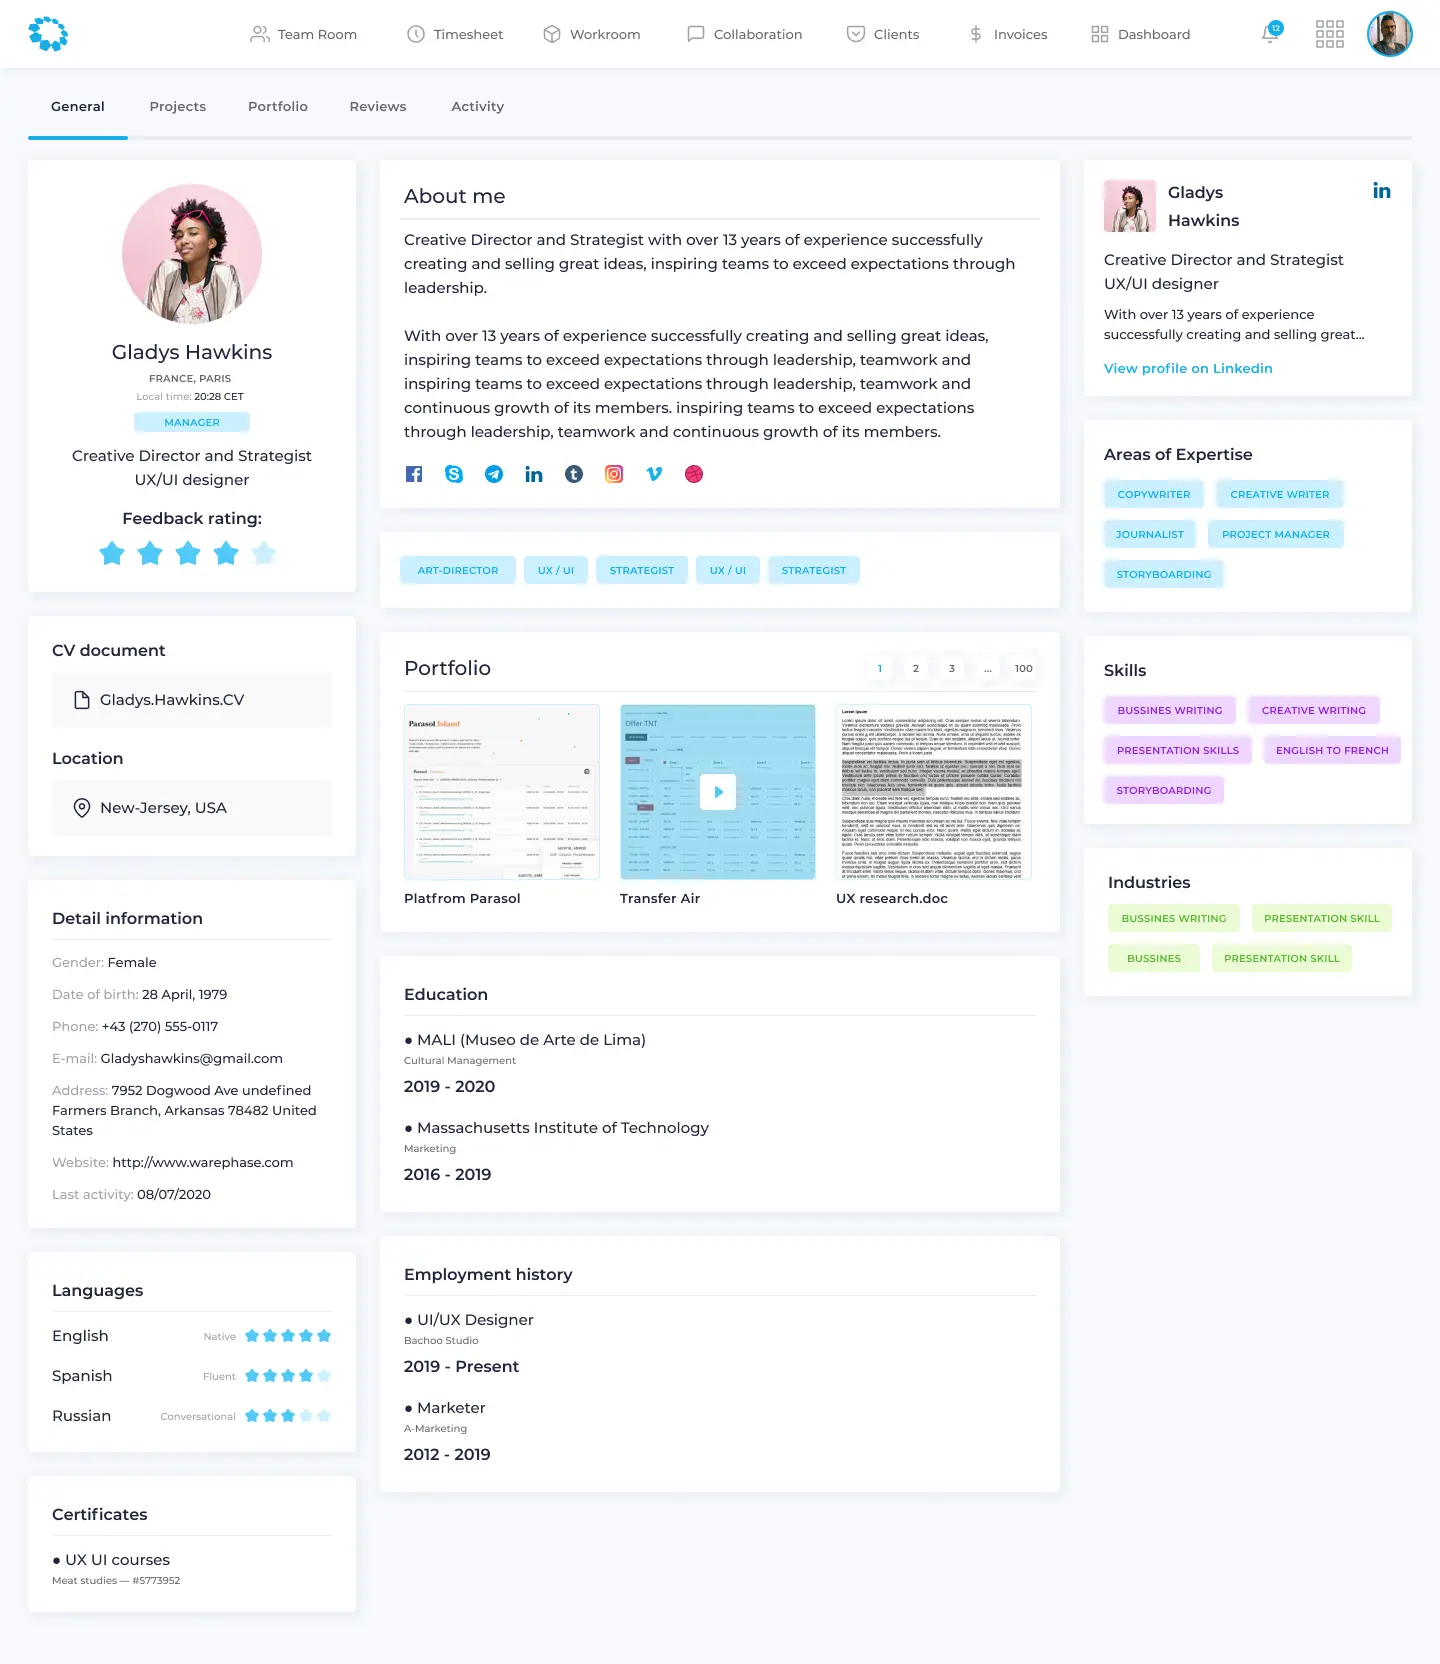 Team Room
Timesheet
Workroom
Collaboration
Clients
Invoices
Dashboard
12
General
Projects
Portfolio
Reviews
Activity
Gladys Hawkins
FRANCE, PARIS
Local time: 20:28 CET
MANAGER
Creative Director and Strategist
UX/UI designer
Feedback rating:
CV document
Gladys.Hawkins.CV
Location
New-Jersey, USA
Detail information
Gender: Female
Date of birth: 28 April, 1979
Phone: +43 (270) 555-0117
E-mail: Gladyshawkins@gmail.com
Address: 7952 Dogwood Ave undefined
Farmers Branch, Arkansas 78482 United
States
Website: http://www.warephase.com
Last activity: 08/07/2020
Languages
English
Native
Spanish
Fluent
Russian
Conversational
Certificates
● UX UI courses
Meat studies — #5773952
About me
Creative Director and Strategist with over 13 years of experience successfully
creating and selling great ideas, inspiring teams to exceed expectations through
leadership.
With over 13 years of experience successfully creating and selling great ideas,
inspiring teams to exceed expectations through leadership, teamwork and
inspiring teams to exceed expectations through leadership, teamwork and
continuous growth of its members. inspiring teams to exceed expectations
through leadership, teamwork and continuous growth of its members.
ART-DIRECTOR
UX / UI
STRATEGIST
UX / UI
STRATEGIST
Portfolio
1
2
3
...
100
Parasol Island
Offer TNT
Lorem ipsum
Platfrom Parasol
Transfer Air
UX research.doc
Education
● MALI (Museo de Arte de Lima)
Cultural Management
2019 - 2020
● Massachusetts Institute of Technology
Marketing
2016 - 2019
Employment history
● UI/UX Designer
Bachoo Studio
2019 - Present
● Marketer
A-Marketing
2012 - 2019
Gladys
Hawkins
in
Creative Director and Strategist
UX/UI designer
With over 13 years of experience
successfully creating and selling great...
View profile on Linkedin
Areas of Expertise
COPYWRITER
CREATIVE WRITER
JOURNALIST
PROJECT MANAGER
STORYBOARDING
Skills
BUSSINES WRITING
CREATIVE WRITING
PRESENTATION SKILLS
ENGLISH TO FRENCH
STORYBOARDING
Industries
BUSSINES WRITING
PRESENTATION SKILL
BUSSINES
PRESENTATION SKILL